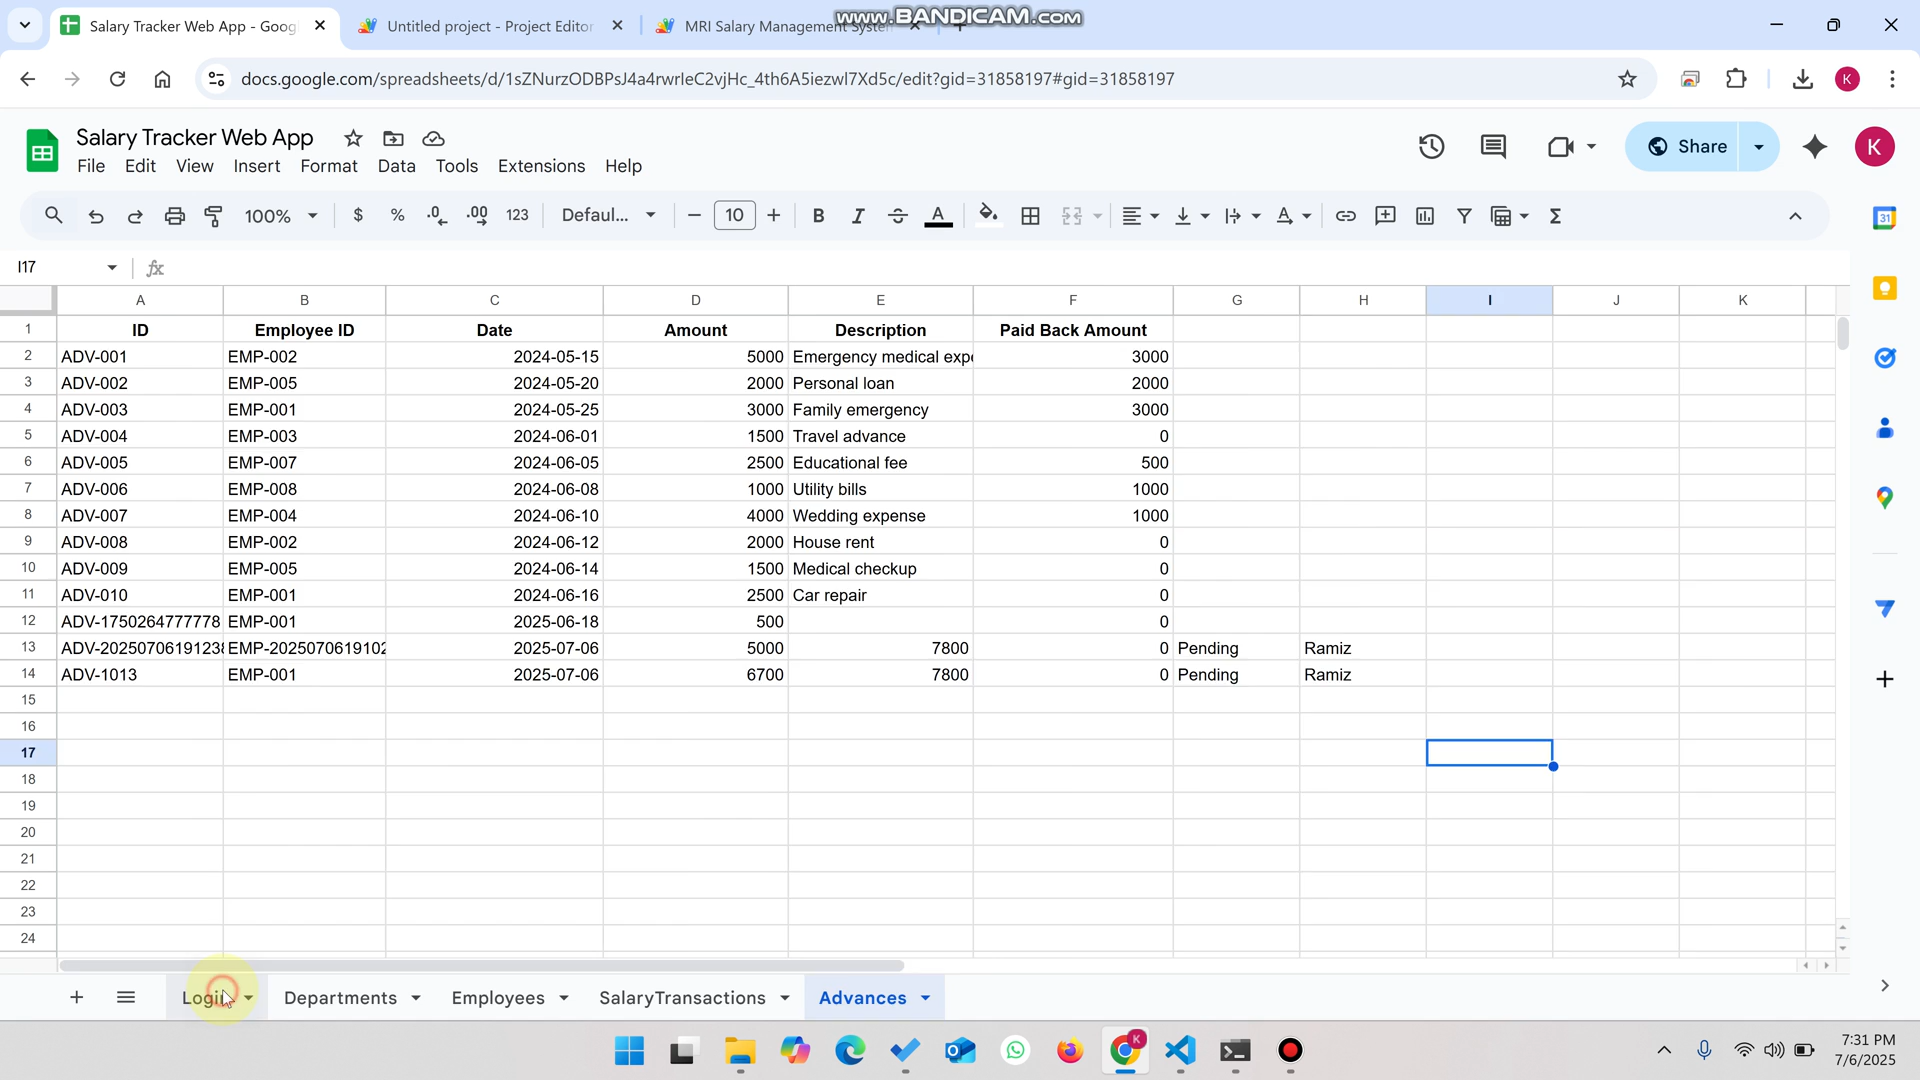 www.BANDICAM.com
Salary Tracker Web App - Goog
Untitled project - Project Editor
MRI Salary Management Syste
docs.google.com/spreadsheets/d/1sZNurzODBPsJ4a4rwrIeC2vjHc_4th6A5iezwl7Xd5c/edit?gid=31858197#gid=31858197
K
Salary Tracker Web App
File Edit View Insert Format Data Tools Extensions Help
Share
K
100% $ % .0 .00 123 Defaul... 10 B I A
31
I17 fx
A B C D E F G H I J K
1 ID Employee ID Date Amount Description Paid Back Amount
2 ADV-001 EMP-002 2024-05-15 5000 Emergency medical expe 3000
3 ADV-002 EMP-005 2024-05-20 2000 Personal loan 2000
4 ADV-003 EMP-001 2024-05-25 3000 Family emergency 3000
5 ADV-004 EMP-003 2024-06-01 1500 Travel advance 0
6 ADV-005 EMP-007 2024-06-05 2500 Educational fee 500
7 ADV-006 EMP-008 2024-06-08 1000 Utility bills 1000
8 ADV-007 EMP-004 2024-06-10 4000 Wedding expense 1000
9 ADV-008 EMP-002 2024-06-12 2000 House rent 0
10 ADV-009 EMP-005 2024-06-14 1500 Medical checkup 0
11 ADV-010 EMP-001 2024-06-16 2500 Car repair 0
12 ADV-1750264777778 EMP-001 2025-06-18 500 0
13 ADV-20250706191238 EMP-2025070619102 2025-07-06 5000 7800 0 Pending Ramiz
14 ADV-1013 EMP-001 2025-07-06 6700 7800 0 Pending Ramiz
15
16
17
18
19
20
21
22
23
24
Login Departments Employees SalaryTransactions Advances
7:31 PM
7/6/2025